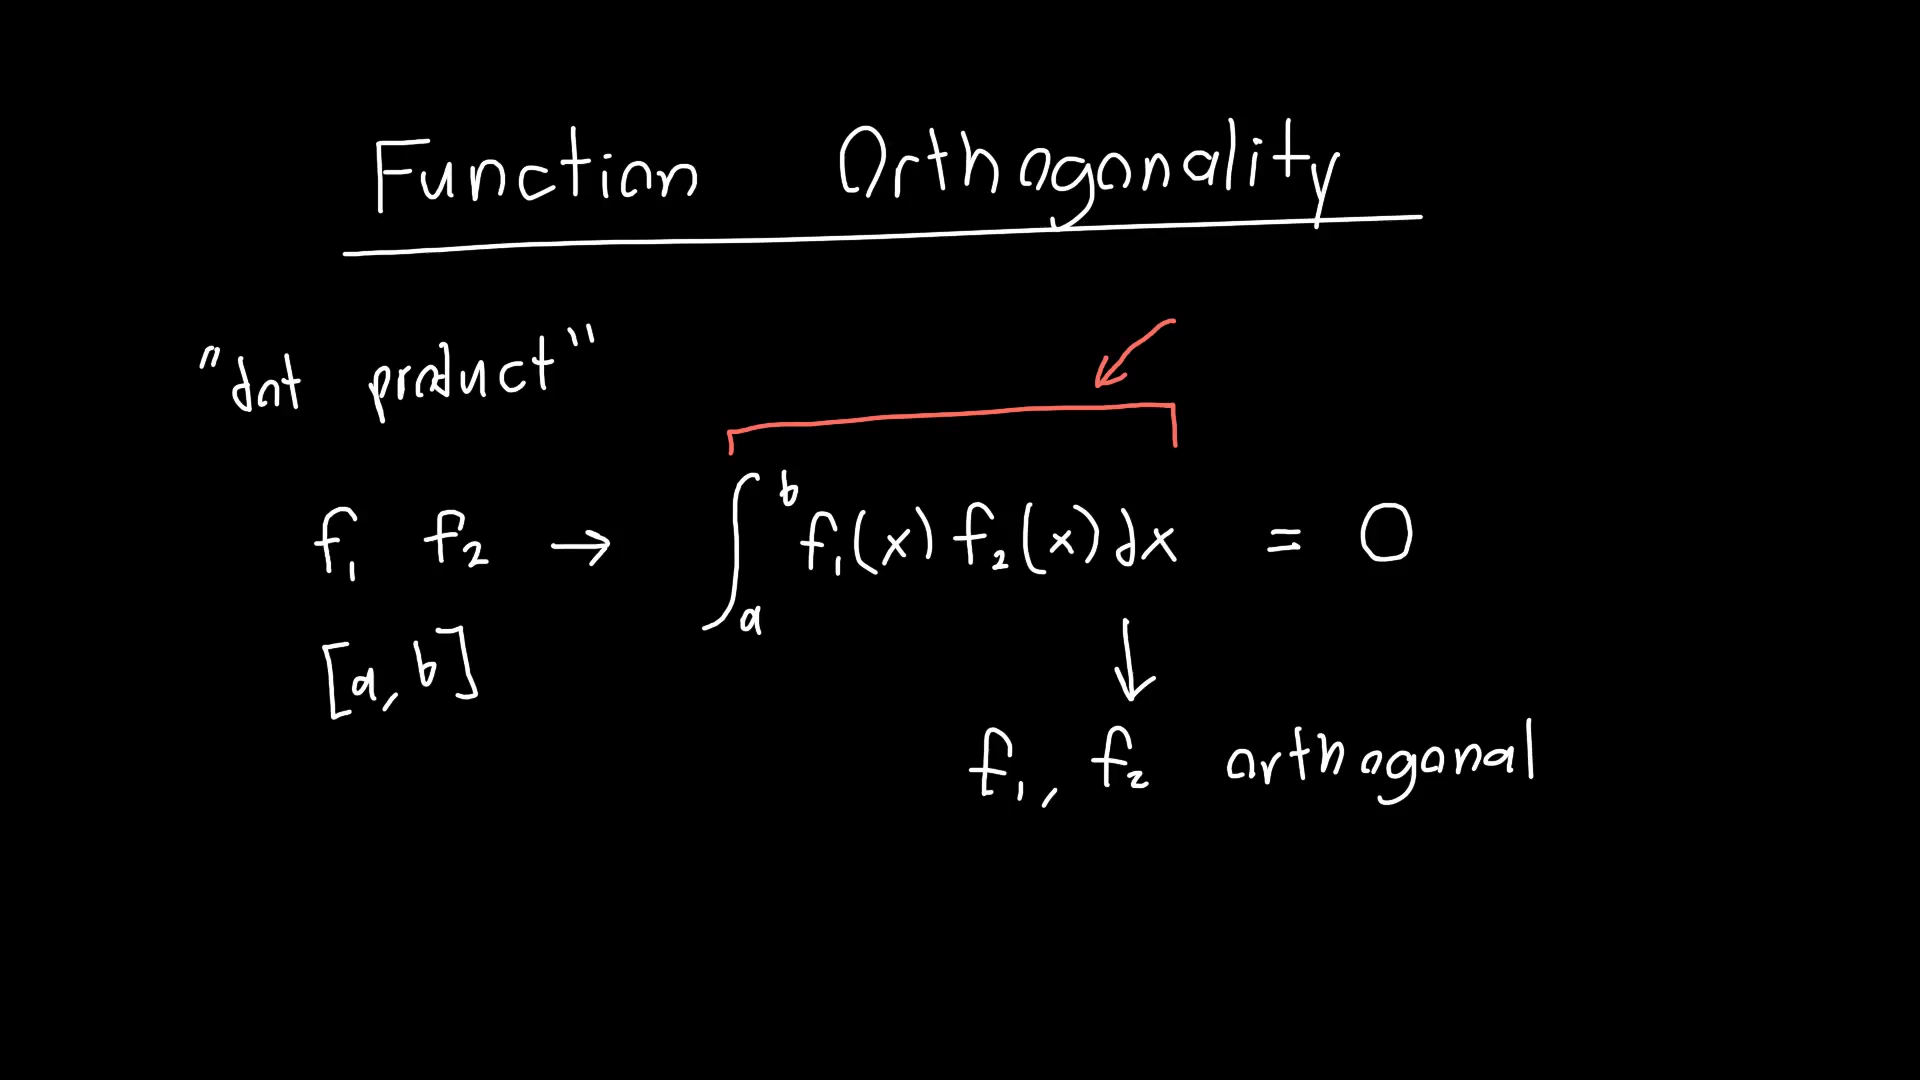 Function Orthogonality
"dot product"
f₁ f₂ → ∫ₐᵇ f₁(x) f₂(x) dx = 0
[a, b]
↓
f₁, f₂ orthogonal